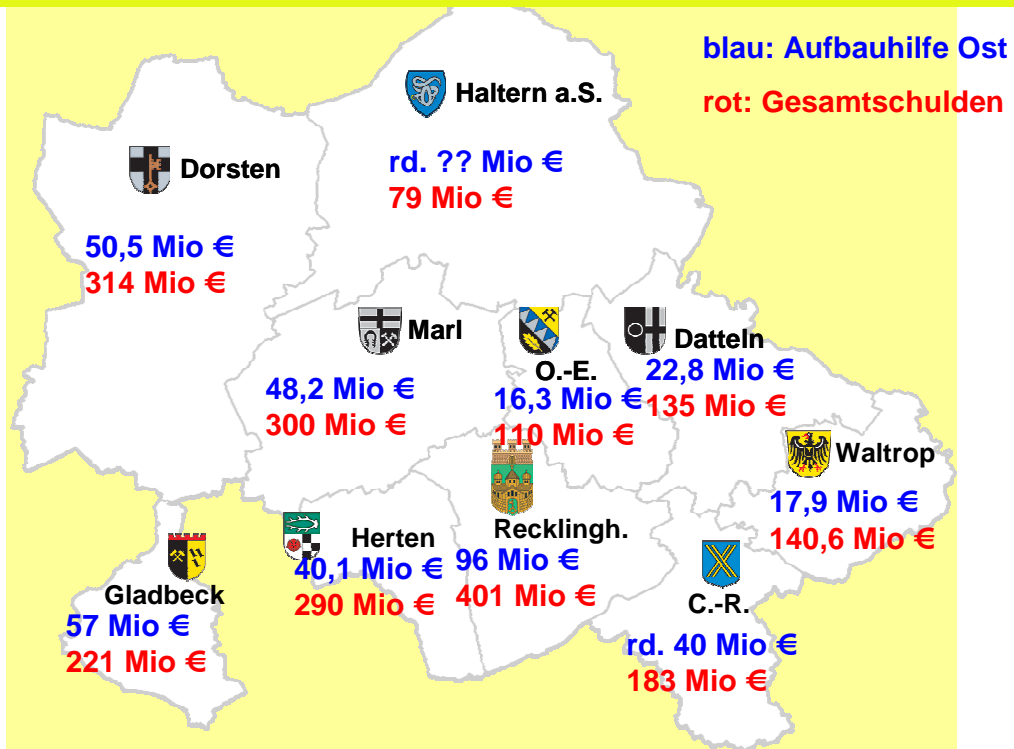 blau: Aufbauhilfe Ost
rot: Gesamtschulden
Haltern a.S.
rd. ?? Mio €
79 Mio €
Dorsten
50,5 Mio €
314 Mio €
Marl
48,2 Mio €
300 Mio €
O.-E.
16,3 Mio €
110 Mio €
Datteln
22,8 Mio €
135 Mio €
Waltrop
17,9 Mio €
140,6 Mio €
Recklingh.
96 Mio €
401 Mio €
Herten
40,1 Mio €
290 Mio €
Gladbeck
57 Mio €
221 Mio €
C.-R.
rd. 40 Mio €
183 Mio €